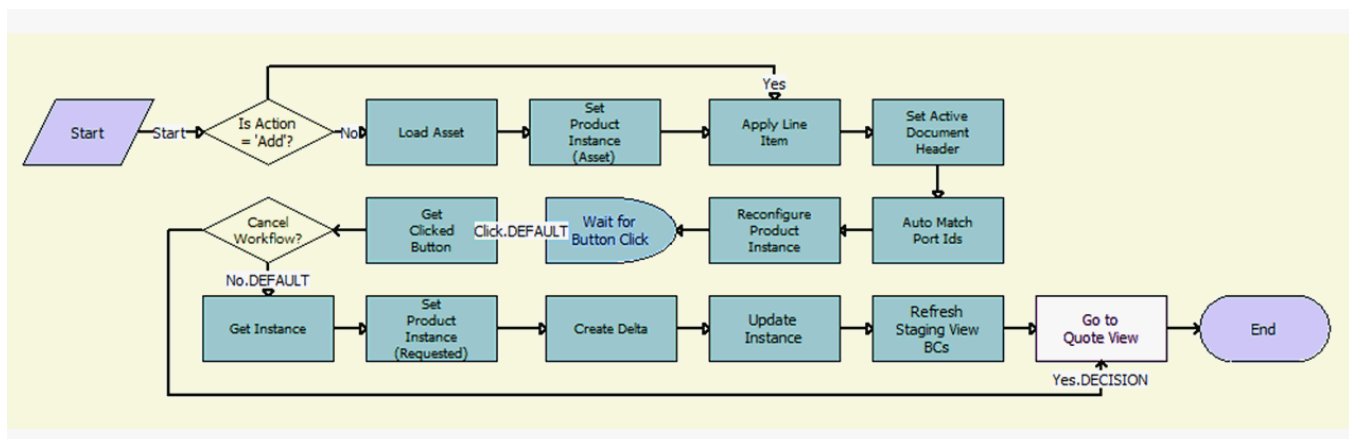 Yes
Start
Start
Is Action
= 'Add'?
No
Load Asset
Set
Product
Instance
(Asset)
Apply Line
Item
Set Active
Document
Header
Cancel
Workflow?
Get
Clicked
Button
Click.DEFAULT
Wait for
Button Click
Reconfigure
Product
Instance
Auto Match
Port Ids
No.DEFAULT
Get Instance
Set
Product
Instance
(Requested)
Create Delta
Update
Instance
Refresh
Staging View
BCs
Go to
Quote View
End
Yes.DECISION